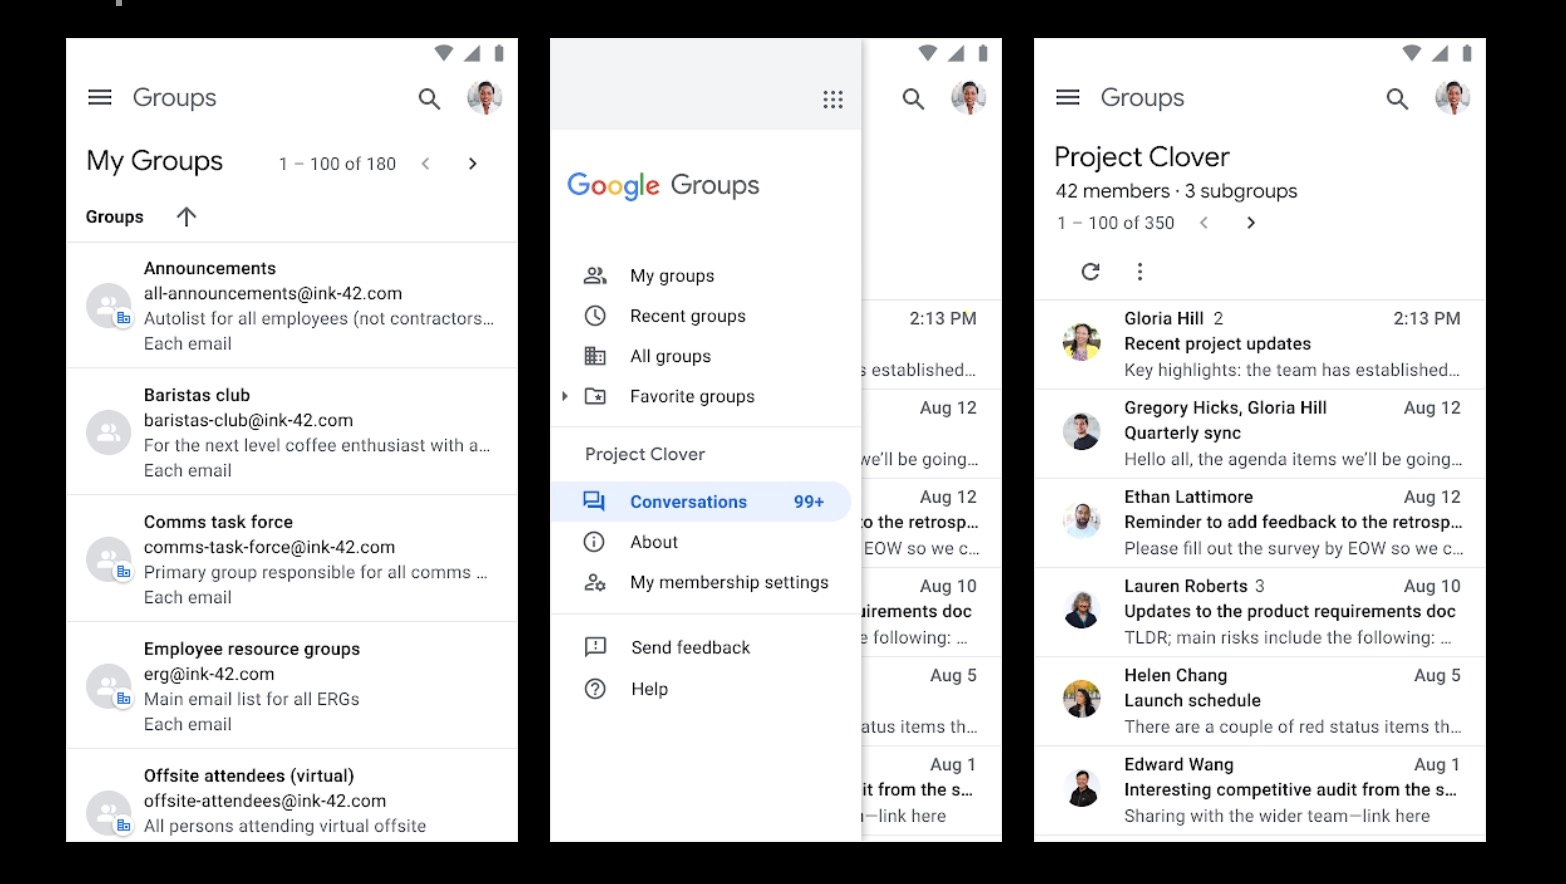 Groups
My Groups
1 – 100 of 180
Groups
Announcements
all-announcements@ink-42.com
Autolist for all employees (not contractors...
Each email
Baristas club
baristas-club@ink-42.com
For the next level coffee enthusiast with a...
Each email
Comms task force
comms-task-force@ink-42.com
Primary group responsible for all comms ...
Each email
Employee resource groups
erg@ink-42.com
Main email list for all ERGs
Each email
Offsite attendees (virtual)
offsite-attendees@ink-42.com
All persons attending virtual offsite
Google Groups
My groups
Recent groups
All groups
Favorite groups
Project Clover
Conversations 99+
About
My membership settings
Send feedback
Help
2:13 PM
s established...
Aug 12
we'll be going...
Aug 12
to the retrosp...
EOW so we c...
Aug 10
uirements doc
e following: ...
Aug 5
atus items th...
Aug 1
it from the s...
—link here
Groups
Project Clover
42 members · 3 subgroups
1 – 100 of 350
Gloria Hill 2 2:13 PM
Recent project updates
Key highlights: the team has established...
Gregory Hicks, Gloria Hill Aug 12
Quarterly sync
Hello all, the agenda items we'll be going...
Ethan Lattimore Aug 12
Reminder to add feedback to the retrosp...
Please fill out the survey by EOW so we c...
Lauren Roberts 3 Aug 10
Updates to the product requirements doc
TLDR; main risks include the following: ...
Helen Chang Aug 5
Launch schedule
There are a couple of red status items th...
Edward Wang Aug 1
Interesting competitive audit from the s...
Sharing with the wider team—link here